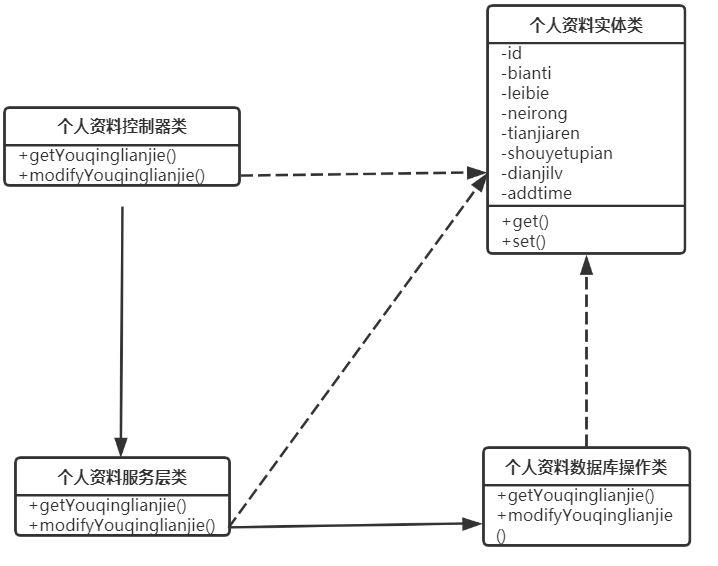 个人资料实体类
-id
-bianti
-leibie
-neirong
-tianjiaren
-shouyetupian
-dianjilv
-addtime
+get()
+set()
个人资料控制器类
+getYouqinglianjie()
+modifyYouqinglianjie()
个人资料服务层类
+getYouqinglianjie()
+modifyYouqinglianjie()
个人资料数据库操作类
+getYouqinglianjie()
+modifyYouqinglianjie
()